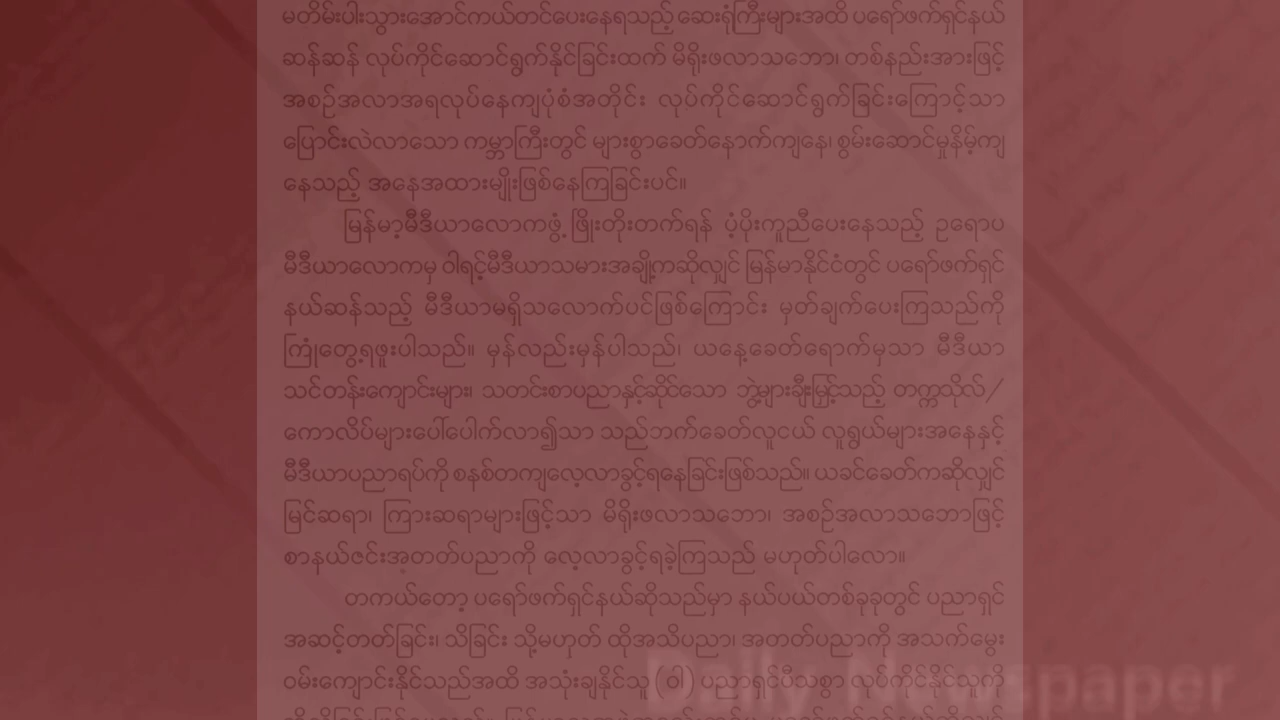 မတိမ်းပါးသွားအောင်ကယ်တင်ပေးနေရသည့် ဆေးရုံကြီးများအထိ ပရော်ဖက်ရှင်နယ်
ဆန်ဆန် လုပ်ကိုင်ဆောင်ရွက်နိုင်ခြင်းထက် မိရိုးဖလာသဘော၊ တစ်နည်းအားဖြင့်
အစဉ်အလာအရလုပ်နေကျပုံစံအတိုင်း လုပ်ကိုင်ဆောင်ရွက်ခြင်းကြောင့်သာ
ပြောင်းလဲလာသော ကမ္ဘာကြီးတွင် များစွာခေတ်နောက်ကျနေ၊ စွမ်းဆောင်မှုနိမ့်ကျ
နေသည့် အနေအထားမျိုးဖြစ်နေကြခြင်းပင်။
မြန်မာ့မီဒီယာလောကဖွံ့ဖြိုးတိုးတက်ရန် ပံ့ပိုးကူညီပေးနေသည့် ဥရောပ
မီဒီယာလောကမှ ဝါရင့်မီဒီယာသမားအချို့ကဆိုလျှင် မြန်မာနိုင်ငံတွင် ပရော်ဖက်ရှင်
နယ်ဆန်သည့် မီဒီယာမရှိသလောက်ပင်ဖြစ်ကြောင်း မှတ်ချက်ပေးကြသည်ကို
ကြုံတွေ့ရဖူးပါသည်။ မှန်လည်းမှန်ပါသည်၊ ယနေ့ခေတ်ရောက်မှသာ မီဒီယာ
သင်တန်းကျောင်းများ၊ သတင်းစာပညာနှင့်ဆိုင်သော ဘွဲ့များချီးမြှင့်သည့် တက္ကသိုလ်/
ကောလိပ်များပေါ်ပေါက်လာ၍သာ သည်ဘက်ခေတ်လူငယ် လူရွယ်များအနေနှင့်
မီဒီယာပညာရပ်ကို စနစ်တကျလေ့လာခွင့်ရနေခြင်းဖြစ်သည်။ ယခင်ခေတ်ကဆိုလျှင်
မြင်ဆရာ၊ ကြားဆရာများဖြင့်သာ မိရိုးဖလာသဘော၊ အစဉ်အလာသဘောဖြင့်
စာနယ်ဇင်းအတတ်ပညာကို လေ့လာခွင့်ရခဲ့ကြသည် မဟုတ်ပါလော။
တကယ်တော့ ပရော်ဖက်ရှင်နယ်ဆိုသည်မှာ နယ်ပယ်တစ်ခုခုတွင် ပညာရှင်
အဆင့်တတ်ခြင်း၊ သိခြင်း သို့မဟုတ် ထိုအသိပညာ၊ အတတ်ပညာကို အသက်မွေး
ဝမ်းကျောင်းနိုင်သည်အထိ အသုံးချနိုင်သူ (ဝါ) ပညာရှင်ပီသစွာ လုပ်ကိုင်နိုင်သူကို
Daily Newspaper